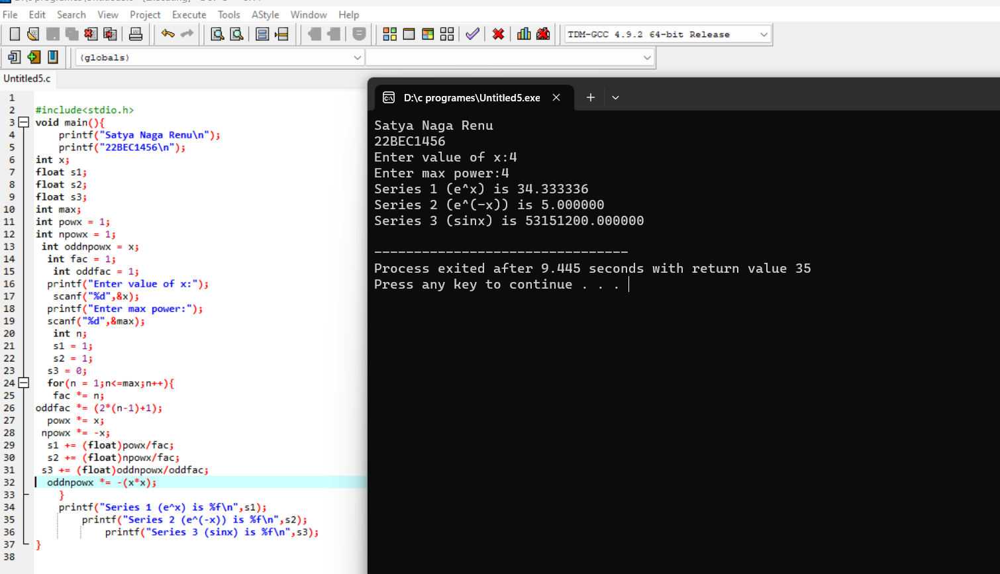 File Edit Search View Project Execute Tools AStyle Window Help
TDM-GCC 4.9.2 64-bit Release
(globals)
Untitled5.c
1
2 #include<stdio.h>
3 void main(){
4 printf("Satya Naga Renu\n");
5 printf("22BEC1456\n");
6 int x;
7 float s1;
8 float s2;
9 float s3;
10 int max;
11 int powx = 1;
12 int npowx = 1;
13 int oddnpowx = x;
14 int fac = 1;
15 int oddfac = 1;
16 printf("Enter value of x:");
17 scanf("%d",&x);
18 printf("Enter max power:");
19 scanf("%d",&max);
20 int n;
21 s1 = 1;
22 s2 = 1;
23 s3 = 0;
24 for(n = 1;n<=max;n++){
25 fac *= n;
26 oddfac *= (2*(n-1)+1);
27 powx *= x;
28 npowx *= -x;
29 s1 += (float)powx/fac;
30 s2 += (float)npowx/fac;
31 s3 += (float)oddnpowx/oddfac;
32 oddnpowx *= -(x*x);
33 }
34 printf("Series 1 (e^x) is %f\n",s1);
35 printf("Series 2 (e^(-x)) is %f\n",s2);
36 printf("Series 3 (sinx) is %f\n",s3);
37 }
38
D:\c programes\Untitled5.exe
Satya Naga Renu
22BEC1456
Enter value of x:4
Enter max power:4
Series 1 (e^x) is 34.333336
Series 2 (e^(-x)) is 5.000000
Series 3 (sinx) is 53151200.000000
--------------------------------
Process exited after 9.445 seconds with return value 35
Press any key to continue . . .